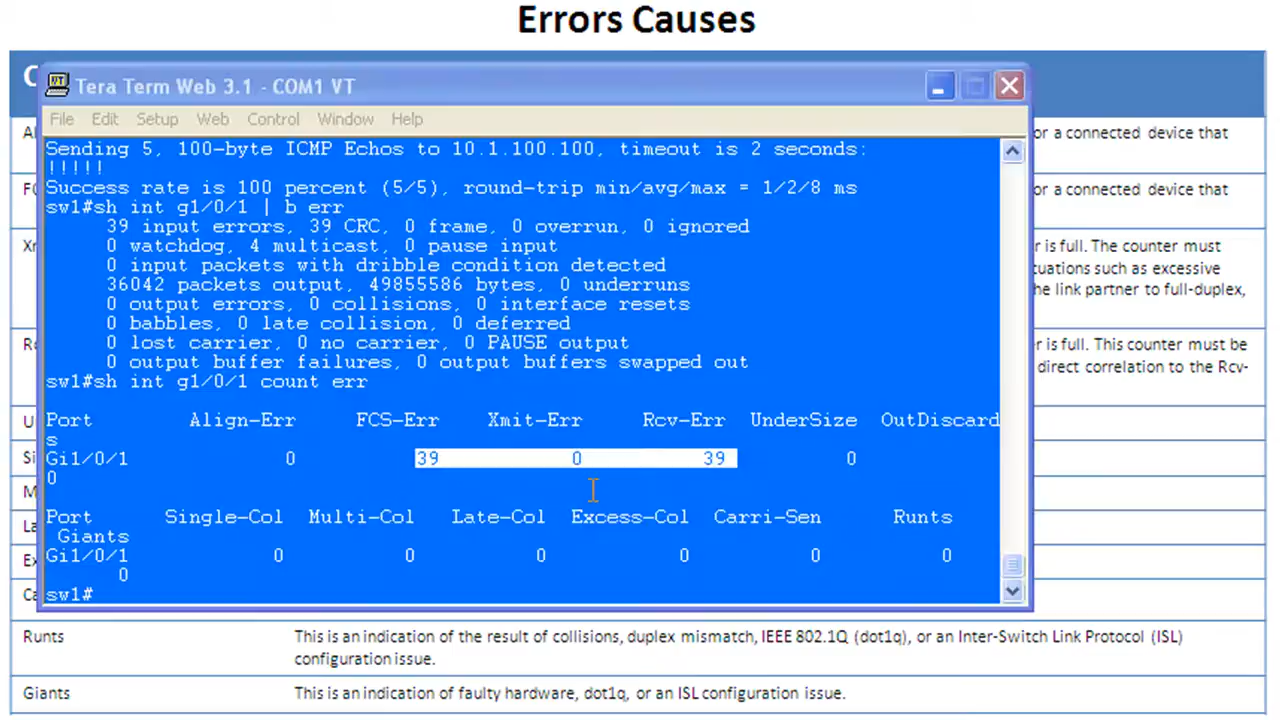 Errors Causes
Tera Term Web 3.1 - COM1 VT
File Edit Setup Web Control Window Help
Sending 5, 100-byte ICMP Echos to 10.1.100.100, timeout is 2 seconds:
!!!!!
Success rate is 100 percent (5/5), round-trip min/avg/max = 1/2/8 ms
sw1#sh int g1/0/1 | b err
39 input errors, 39 CRC, 0 frame, 0 overrun, 0 ignored
0 watchdog, 4 multicast, 0 pause input
0 input packets with dribble condition detected
36042 packets output, 49855586 bytes, 0 underruns
0 output errors, 0 collisions, 0 interface resets
0 babbles, 0 late collision, 0 deferred
0 lost carrier, 0 no carrier, 0 PAUSE output
0 output buffer failures, 0 output buffers swapped out
sw1#sh int g1/0/1 count err
Port Align-Err FCS-Err Xmit-Err Rcv-Err UnderSize OutDiscard
s
Gi1/0/1 0 39 0 39 0
0
Port Single-Col Multi-Col Late-Col Excess-Col Carri-Sen Runts
Giants
Gi1/0/1 0 0 0 0 0 0
0
sw1#
or a connected device that
or a connected device that
is full. The counter must
such as excessive
the link partner to full-duplex,
is full. This counter must be
direct correlation to the Rcv-
Runts This is an indication of the result of collisions, duplex mismatch, IEEE 802.1Q (dot1q), or an Inter-Switch Link Protocol (ISL)
configuration issue.
Giants This is an indication of faulty hardware, dot1q, or an ISL configuration issue.